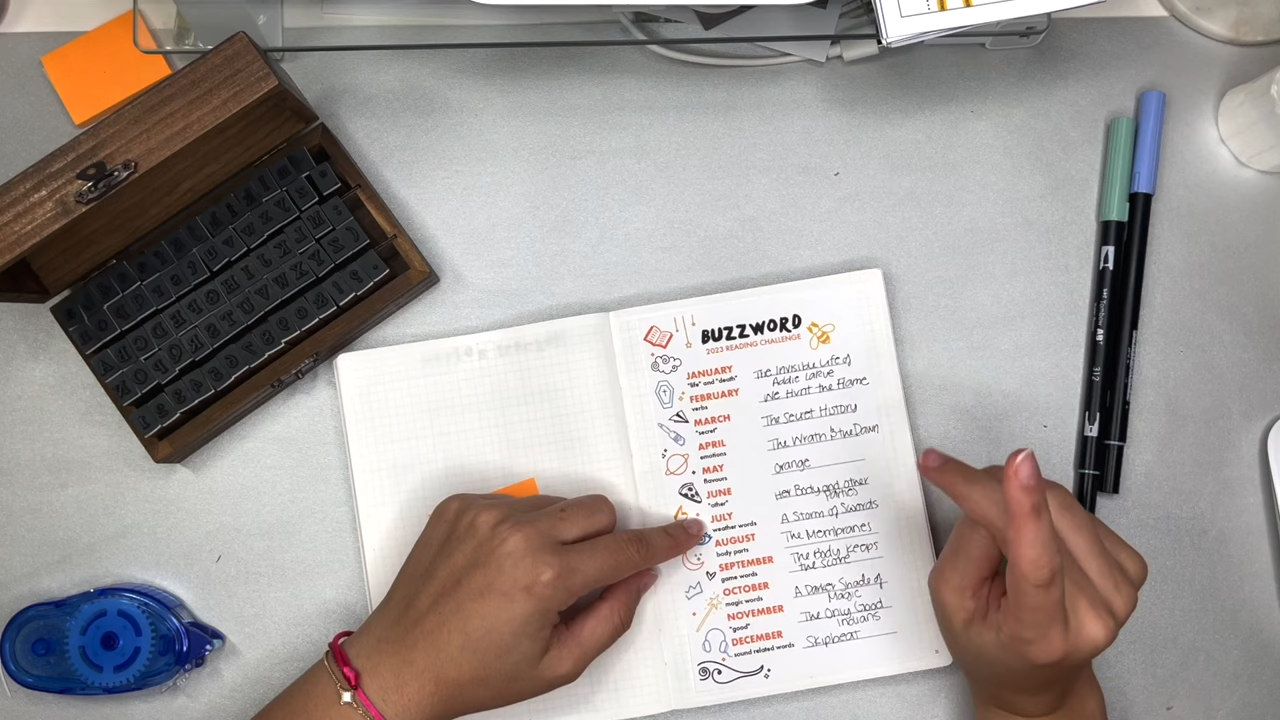 BUZZWORD
2023 READING CHALLENGE
JANUARY
"life" and "death"
The Invisible Life of
Addie LaRue
FEBRUARY
verbs
We Hunt the Flame
MARCH
"secret"
The Secret History
APRIL
emotions
The Wrath & the Dawn
MAY
flavours
Orange
JUNE
"other"
Her Body and other
Parties
JULY
weather words
A Storm of Swords
AUGUST
body parts
The Membranes
SEPTEMBER
game words
The Body Keeps
the Score
OCTOBER
magic words
A Darker Shade of
Magic
NOVEMBER
"good"
The Only Good
Indians
DECEMBER
sound related words
Skipbeat
312